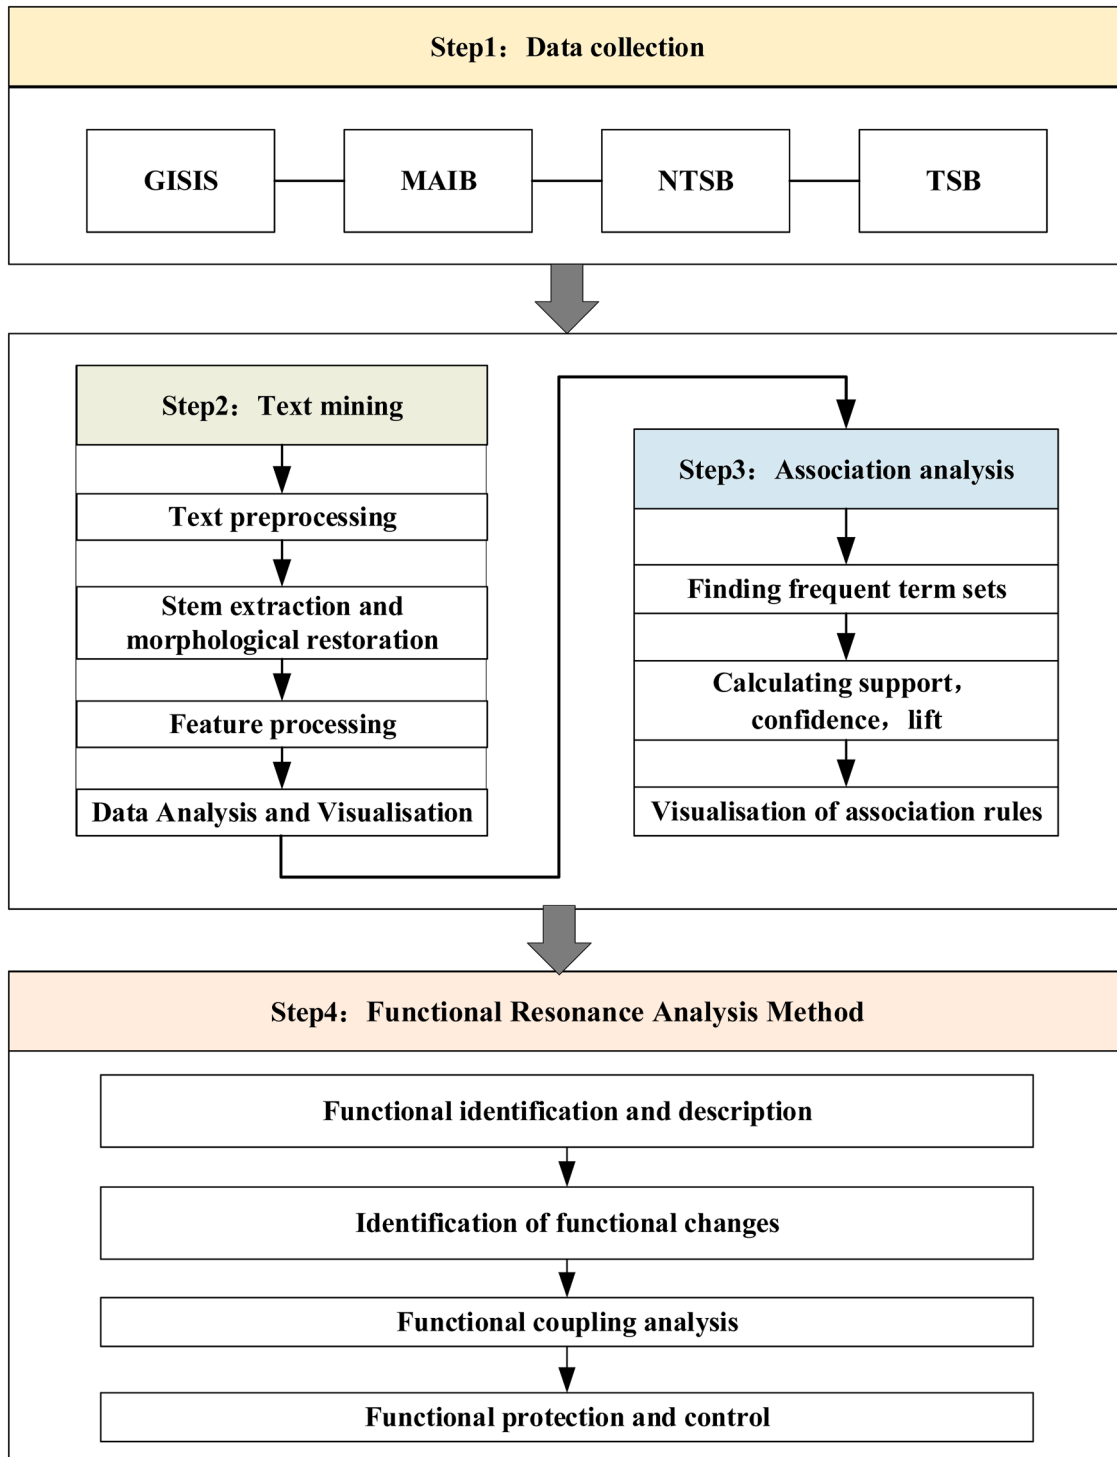 Step1：Data collection
GISIS
MAIB
NTSB
TSB
Step2：Text mining
Text preprocessing
Stem extraction and
morphological restoration
Feature processing
Data Analysis and Visualisation
Step3：Association analysis
Finding frequent term sets
Calculating support，
confidence，lift
Visualisation of association rules
Step4：Functional Resonance Analysis Method
Functional identification and description
Identification of functional changes
Functional coupling analysis
Functional protection and control